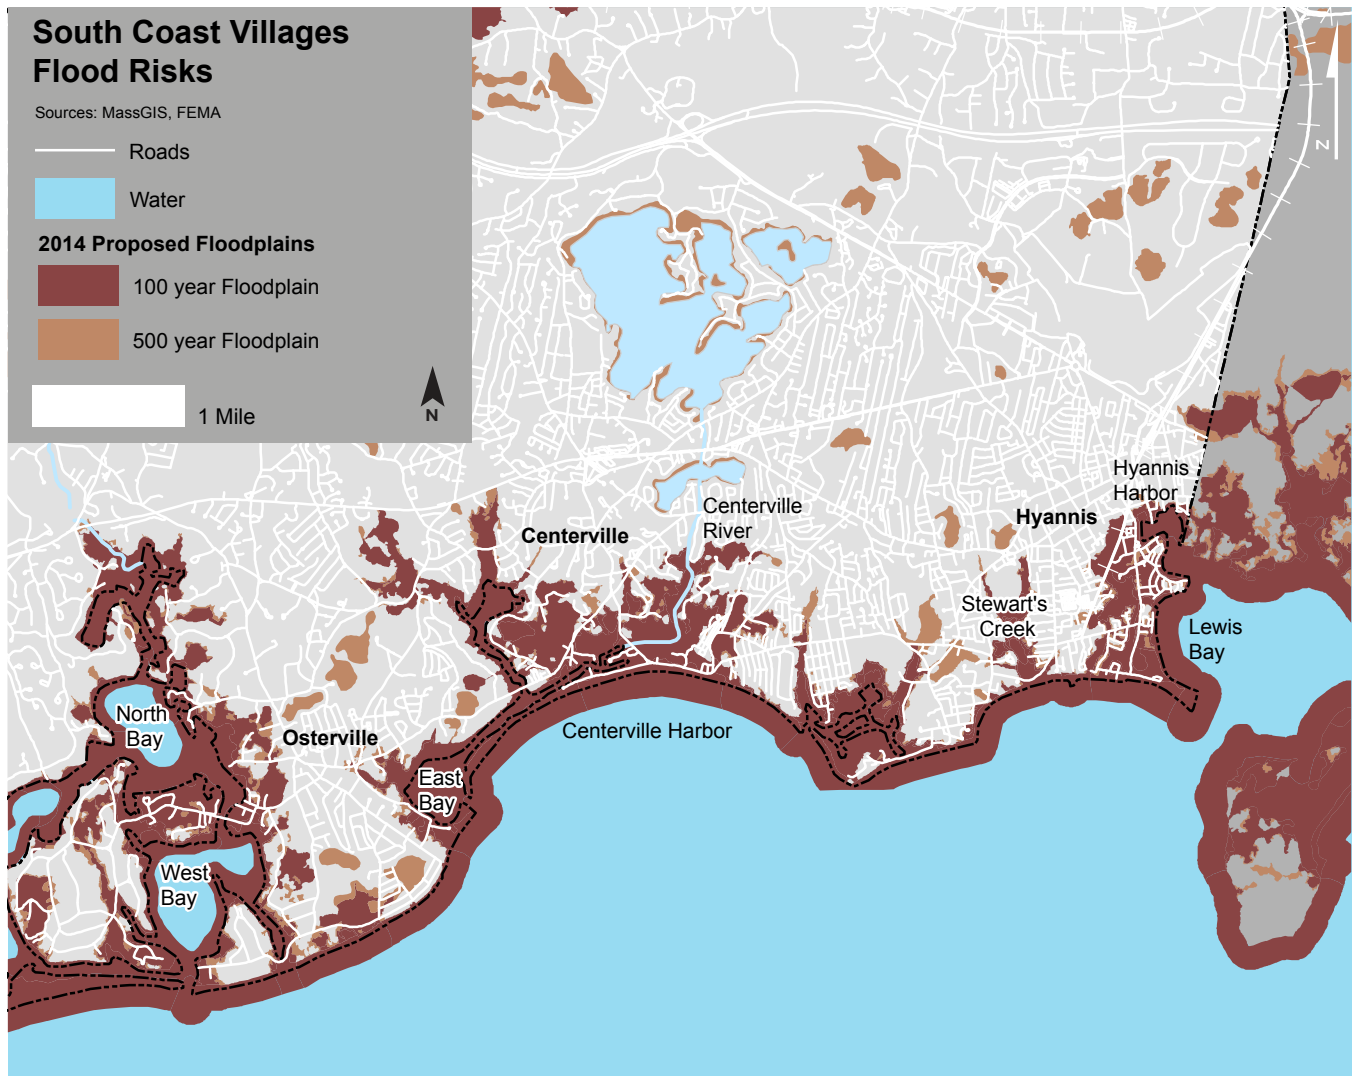 South Coast Villages
Flood Risks
Sources: MassGIS, FEMA
Roads
Water
2014 Proposed Floodplains
100 year Floodplain
500 year Floodplain
1 Mile
N
Z
Hyannis
Harbor
Centerville
River
Hyannis
Centerville
Stewart's
Creek
Lewis
Bay
North
Bay
Osterville
Centerville Harbor
East
Bay
West
Bay